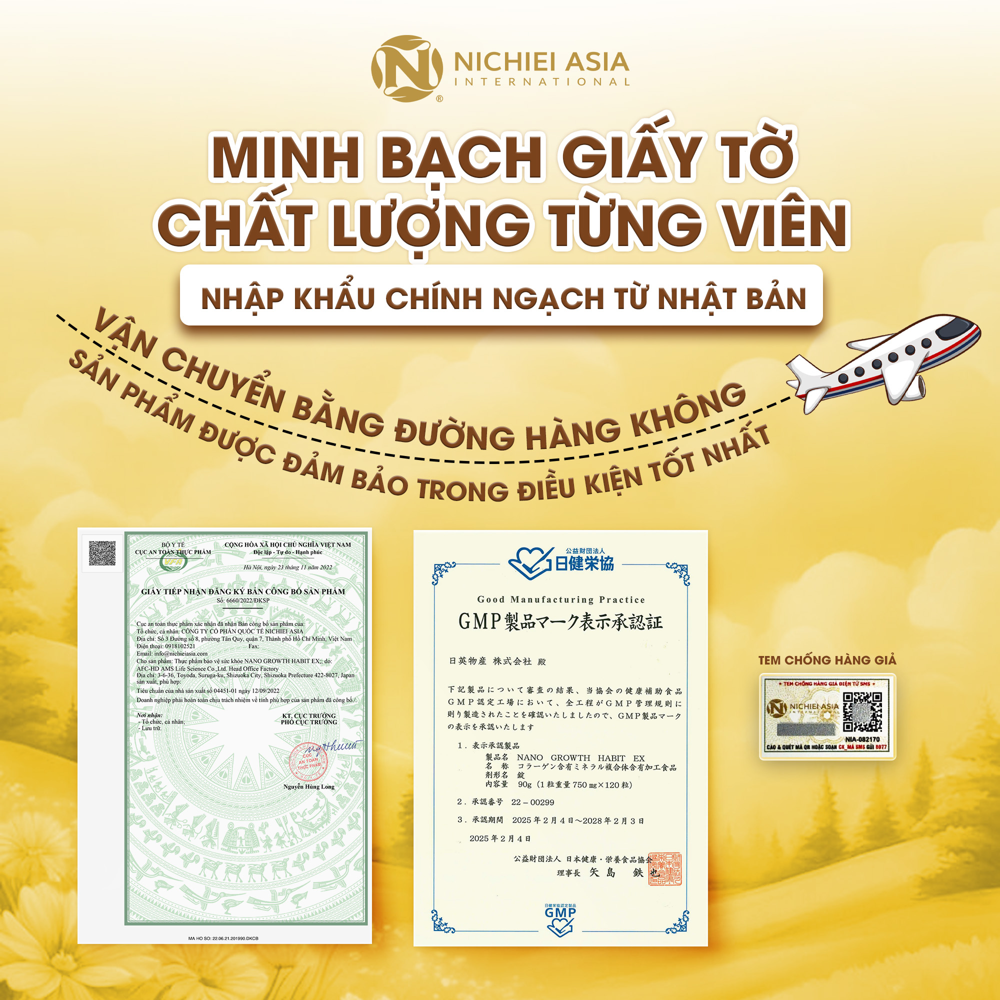 NICHIEI ASIA
INTERNATIONAL
®
MINH BẠCH GIẤY TỜ
CHẤT LƯỢNG TỪNG VIÊN
NHẬP KHẨU CHÍNH NGẠCH TỪ NHẬT BẢN
VẬN CHUYỂN BẰNG ĐƯỜNG HÀNG KHÔNG
SẢN PHẨM ĐƯỢC ĐẢM BẢO TRONG ĐIỀU KIỆN TỐT NHẤT
BỘ Y TẾ
CỤC AN TOÀN THỰC PHẨM
VFA
CỘNG HÒA XÃ HỘI CHỦ NGHĨA VIỆT NAM
Độc lập - Tự do - Hạnh phúc
Hà Nội, ngày 23 tháng 11 năm 2022
GIẤY TIẾP NHẬN ĐĂNG KÝ BẢN CÔNG BỐ SẢN PHẨM
Số: 6660/2022/ĐKSP
Cục an toàn thực phẩm xác nhận đã nhận Bản công bố sản phẩm của:
Tổ chức, cá nhân: CÔNG TY CỔ PHẦN QUỐC TẾ NICHIEI ASIA
Địa chỉ: Số 3 Đường số 8, phường Tân Quy, quận 7, Thành phố Hồ Chí Minh, Việt Nam
Điện thoại: 0918102521 Fax:
Email: info@nichieiasia.com
Cho sản phẩm: Thực phẩm bảo vệ sức khỏe NANO GROWTH HABIT EX;; do:
AFC-HD AMS Life Science Co.,Ltd. Head Office Factory
Địa chỉ: 3-6-36, Toyoda, Suruga-ku, Shizuoka City, Shizuoka Prefecture 422-8027, Japan
sản xuất, phù hợp:
Tiêu chuẩn của nhà sản xuất số 04451-01 ngày 12/09/2022
Doanh nghiệp phải hoàn toàn chịu trách nhiệm về tính phù hợp của sản phẩm đã công bố./.
Nơi nhận:
- Tổ chức, cá nhân;
- Lưu trữ.
KT. CỤC TRƯỞNG
PHÓ CỤC TRƯỞNG
CỤC
AN TOÀN
THỰC PHẨM
Nguyễn Hùng Long
MA HO SO: 22.06.21.201990.DKCB
公益財団法人
日健栄協
Good Manufacturing Practice
GMP製品マーク表示承認証
日英物産 株式会社 殿
下記製品について審査の結果、当協会の健康補助食品
GMP認定工場において、全工程がGMP管理規則に
則り製造されたことを確認いたしましたので、GMP製品マーク
の表示を承認いたします
1. 表示承認製品
製品名 NANO GROWTH HABIT EX
名 称 コラーゲン含有ミネラル複合体含有加工食品
剤形名 錠
内容量 90g（1粒重量750㎎×120粒）
2. 承認番号 22－00299
3. 承認期間 2025年2月4日～2028年2月3日
2025年2月4日
公益財団法人 日本健康・栄養食品協会
理事長 矢島 鉄也
日健栄協認定製品
GMP
TEM CHỐNG HÀNG GIẢ
* TEM CHỐNG HÀNG GIẢ ĐIỆN TỬ SMS *
NICHIEI ASIA
INTERNATIONAL
NIA-082170
CÀO & QUÉT MÃ QR HOẶC SOẠN CK_MÃ SMS GỬI 8077